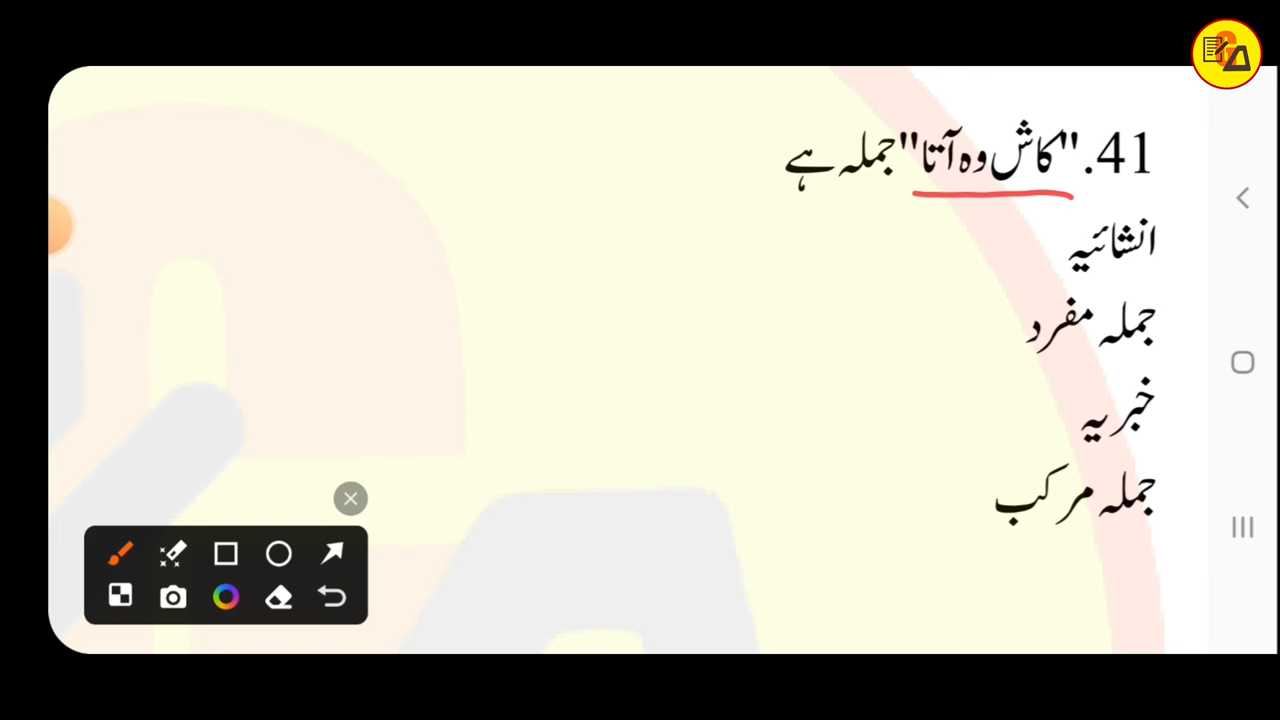 41. "کاش وہ آتا" جملہ ہے
انشائیہ
جملہ مفرد
خبریہ
جملہ مرکب